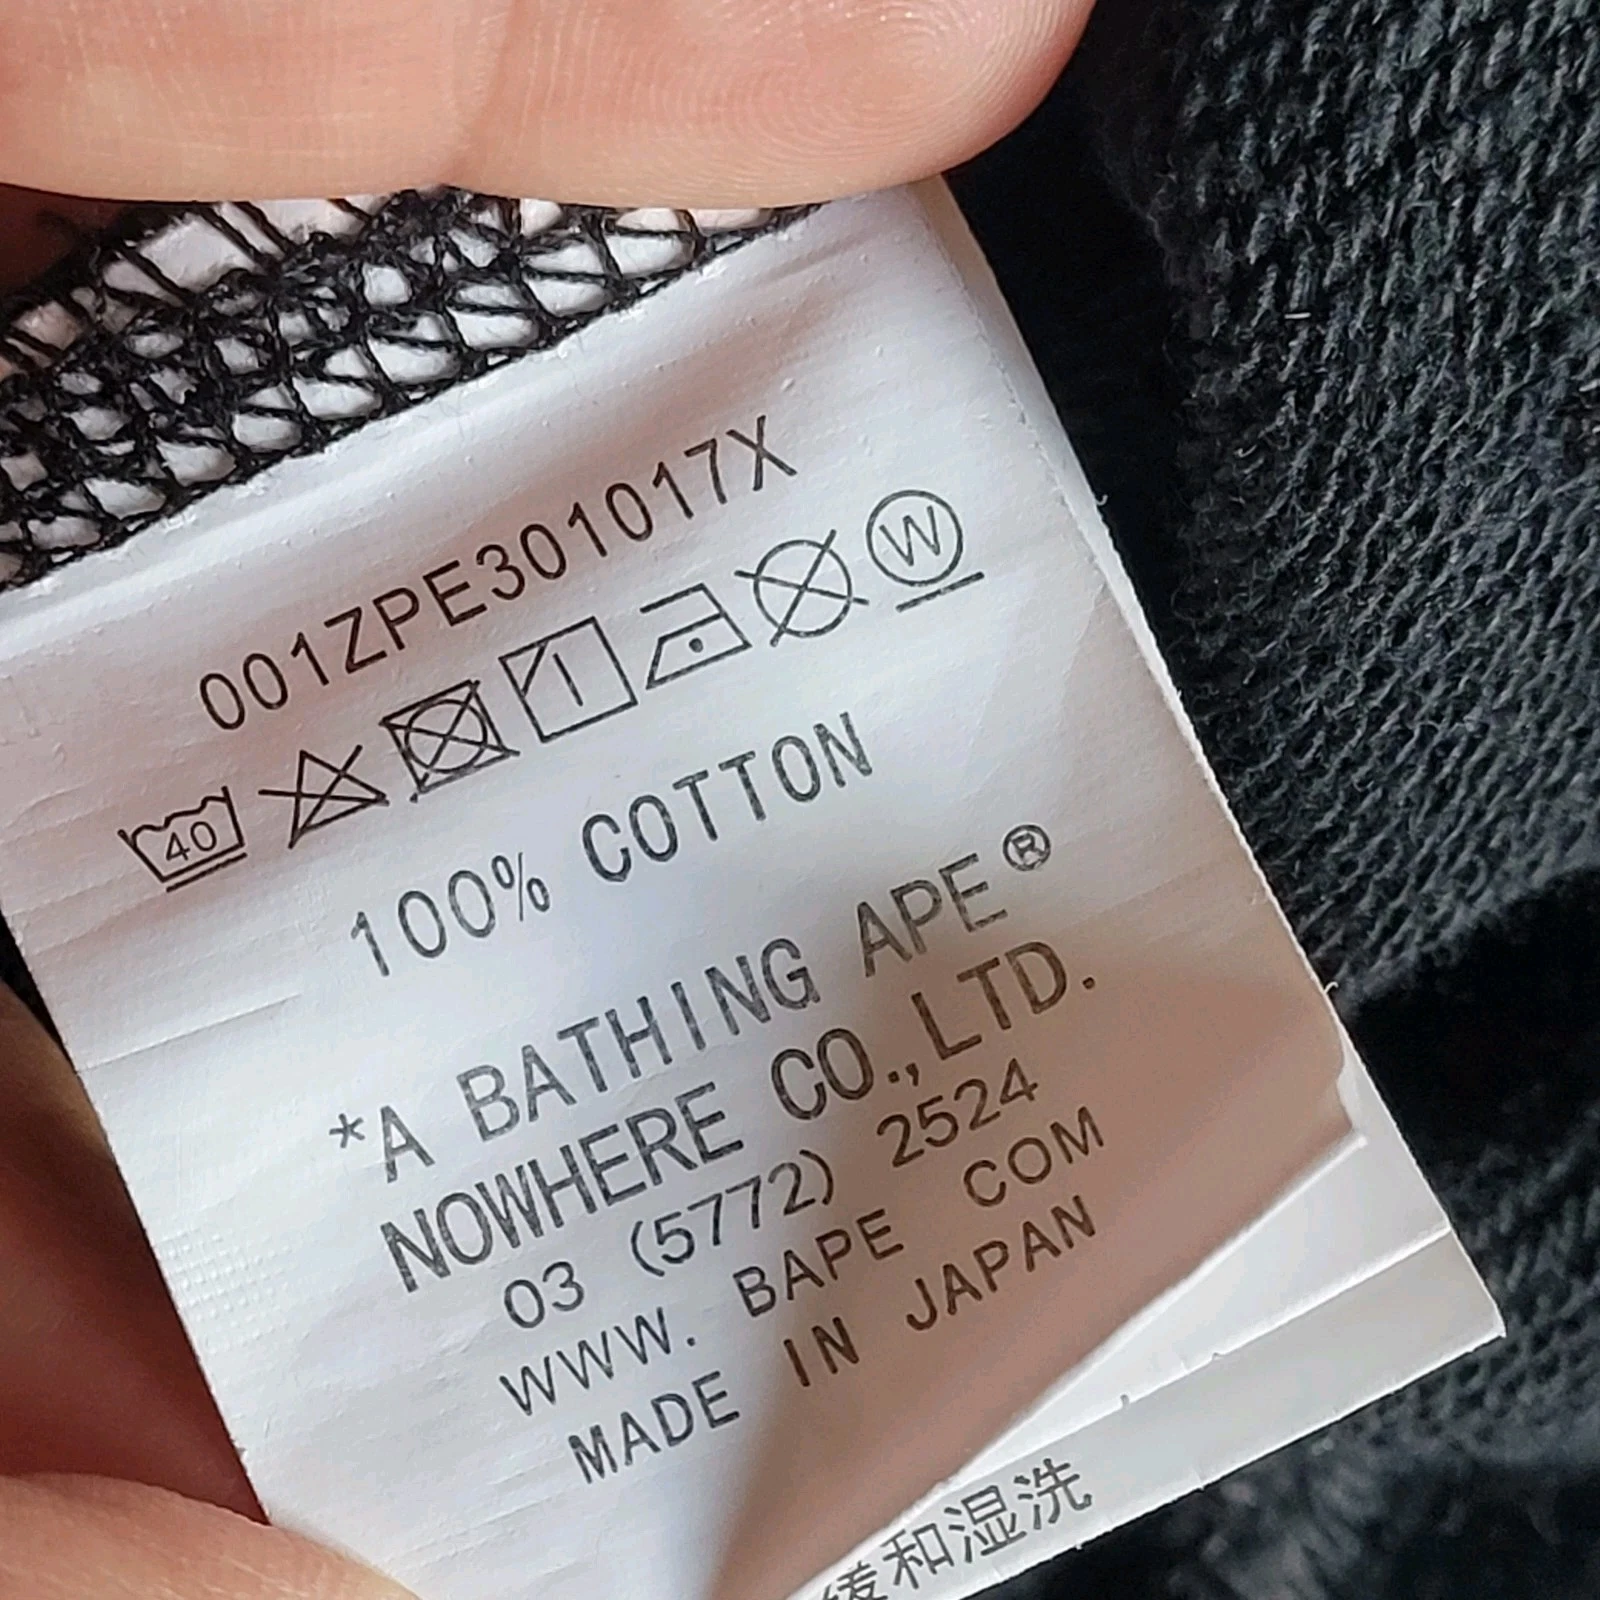 001ZPE301017X
40 W
100% COTTON
*A BATHING APE®
NOWHERE CO.,LTD.
03 (5772) 2524
WWW. BAPE COM
MADE IN JAPAN
缓和湿洗